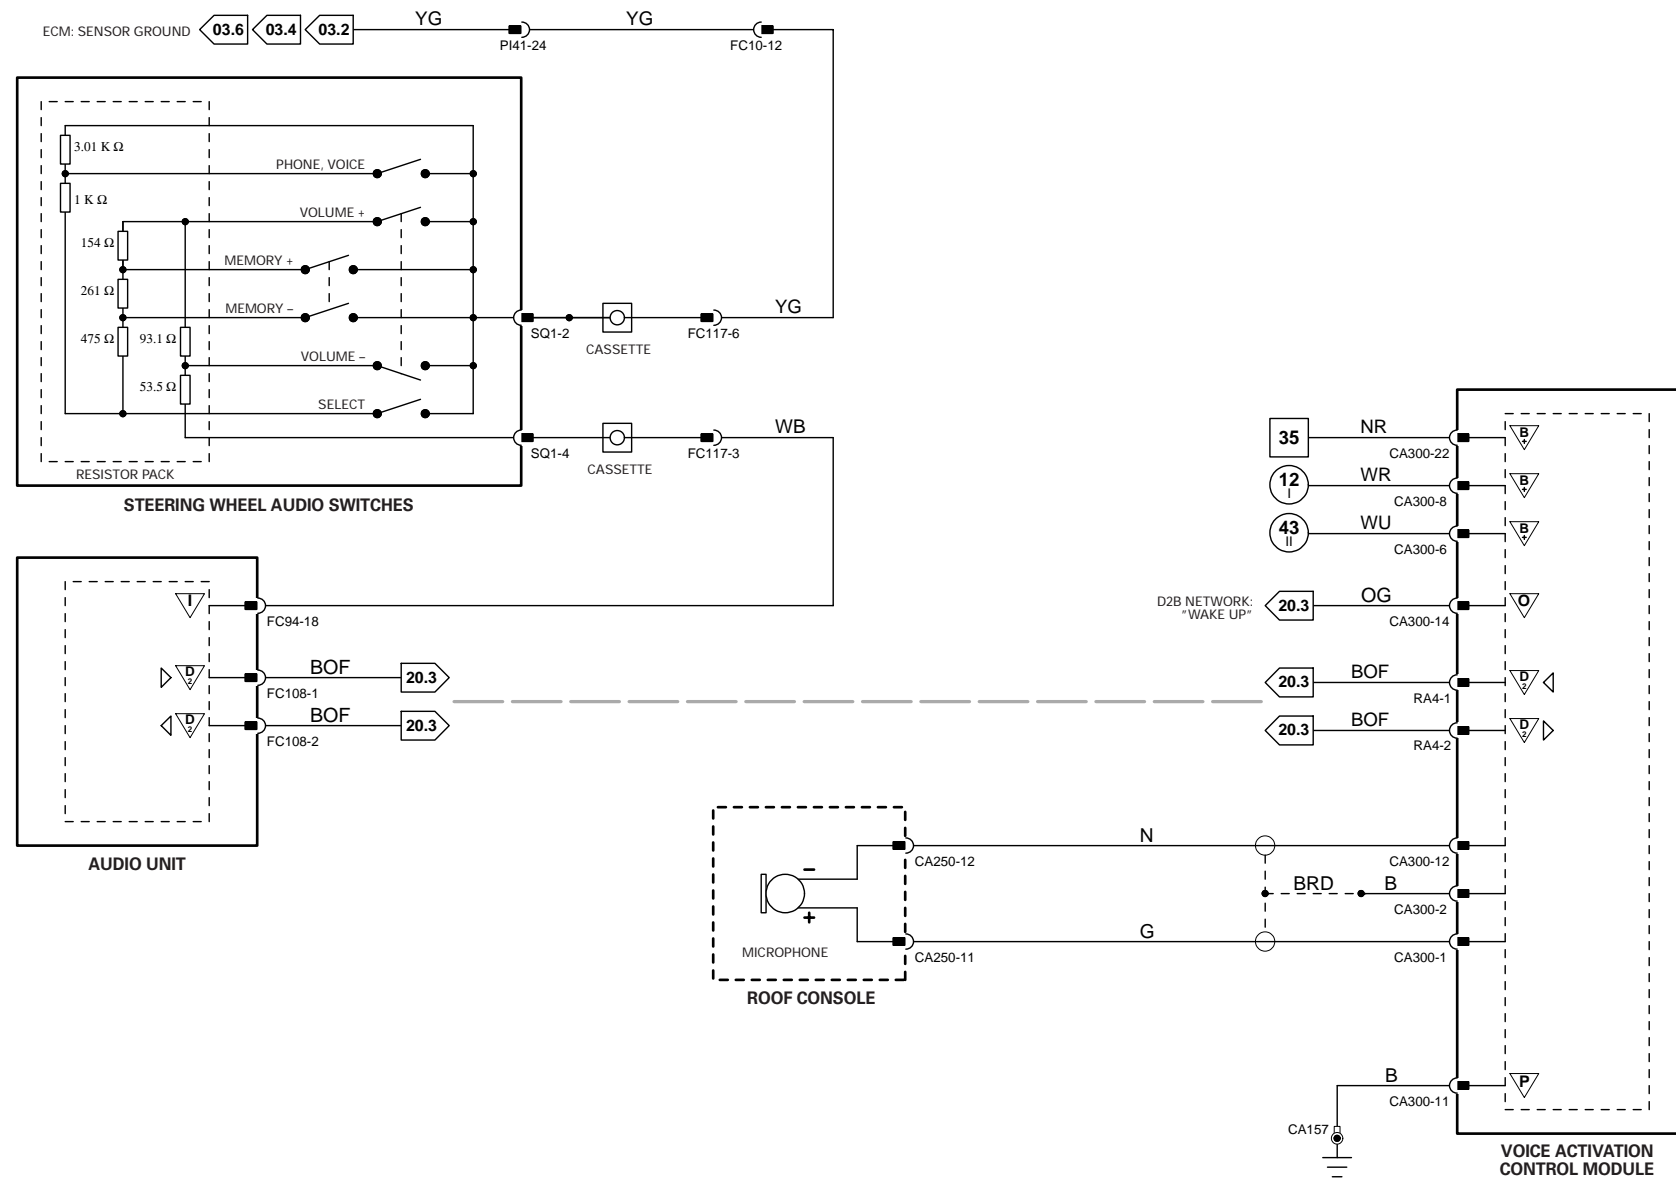 ECM: SENSOR GROUND 03.6 03.4 03.2 YG YG
PI41-24 FC10-12
3.01 K Ω
PHONE, VOICE
1 K Ω
VOLUME +
154 Ω
MEMORY +
261 Ω
MEMORY –
YG
SQ1-2 FC117-6
CASSETTE
475 Ω 93.1 Ω
VOLUME –
53.5 Ω
SELECT
WB
SQ1-4 FC117-3
CASSETTE
RESISTOR PACK
STEERING WHEEL AUDIO SWITCHES
I
FC94-18
D2 BOF 20.3
FC108-1
D2 BOF 20.3
FC108-2
AUDIO UNIT
35 NR B+
CA300-22
12 I WR B+
CA300-8
43 II WU B+
CA300-6
D2B NETWORK:
"WAKE UP"
20.3 OG O
CA300-14
20.3 BOF D2
RA4-1
20.3 BOF D2
RA4-2
N
CA250-12 CA300-12
BRD B
CA300-2
G
CA250-11 CA300-1
–
+
MICROPHONE
ROOF CONSOLE
B P
CA300-11
CA157
VOICE ACTIVATION
CONTROL MODULE